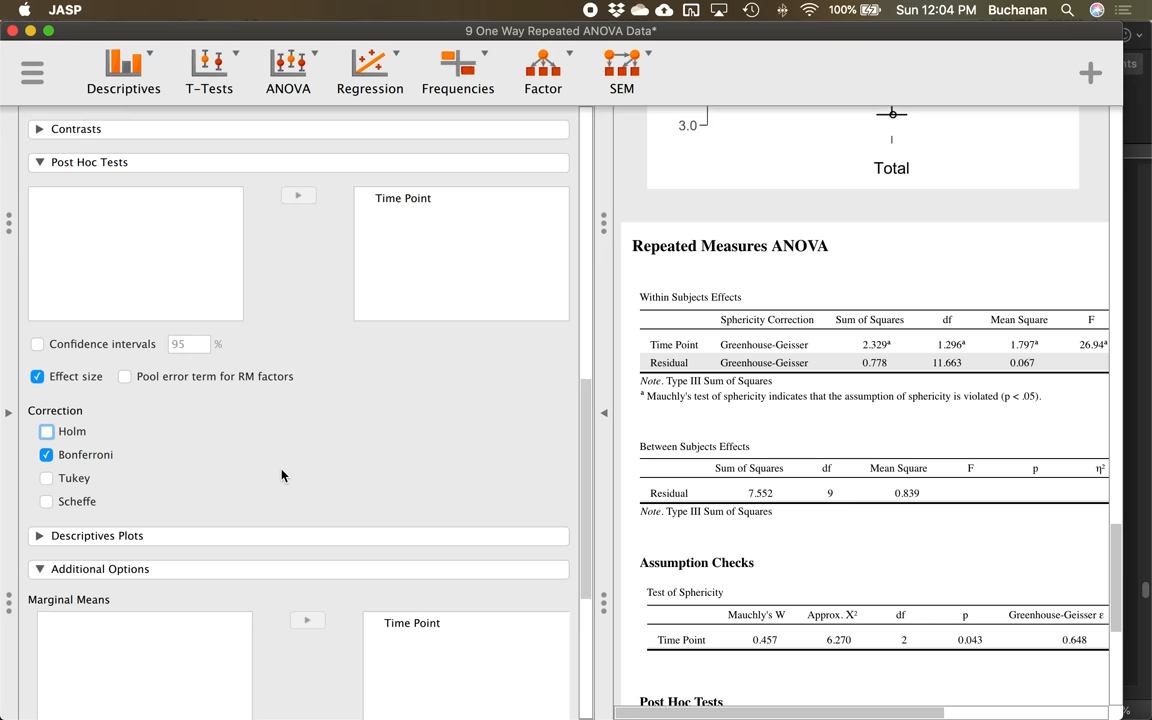 JASP
100%
Sun 12:04 PM
Buchanan
9 One Way Repeated ANOVA Data*
Descriptives
T-Tests
ANOVA
Regression
Frequencies
Factor
SEM
nts
Contrasts
Post Hoc Tests
Time Point
Confidence intervals 95 %
Effect size
Pool error term for RM factors
Correction
Holm
Bonferroni
Tukey
Scheffe
Descriptives Plots
Additional Options
Marginal Means
Time Point
3.0
Total
Repeated Measures ANOVA
Within Subjects Effects
Sphericity Correction Sum of Squares df Mean Square F
Time Point Greenhouse-Geisser 2.329ᵃ 1.296ᵃ 1.797ᵃ 26.94ᵃ
Residual Greenhouse-Geisser 0.778 11.663 0.067
Note. Type III Sum of Squares
ᵃ Mauchly's test of sphericity indicates that the assumption of sphericity is violated (p < .05).
Between Subjects Effects
Sum of Squares df Mean Square F p η²
Residual 7.552 9 0.839
Note. Type III Sum of Squares
Assumption Checks
Test of Sphericity
Mauchly's W Approx. X² df p Greenhouse-Geisser ε
Time Point 0.457 6.270 2 0.043 0.648
Post Hoc Tests
%